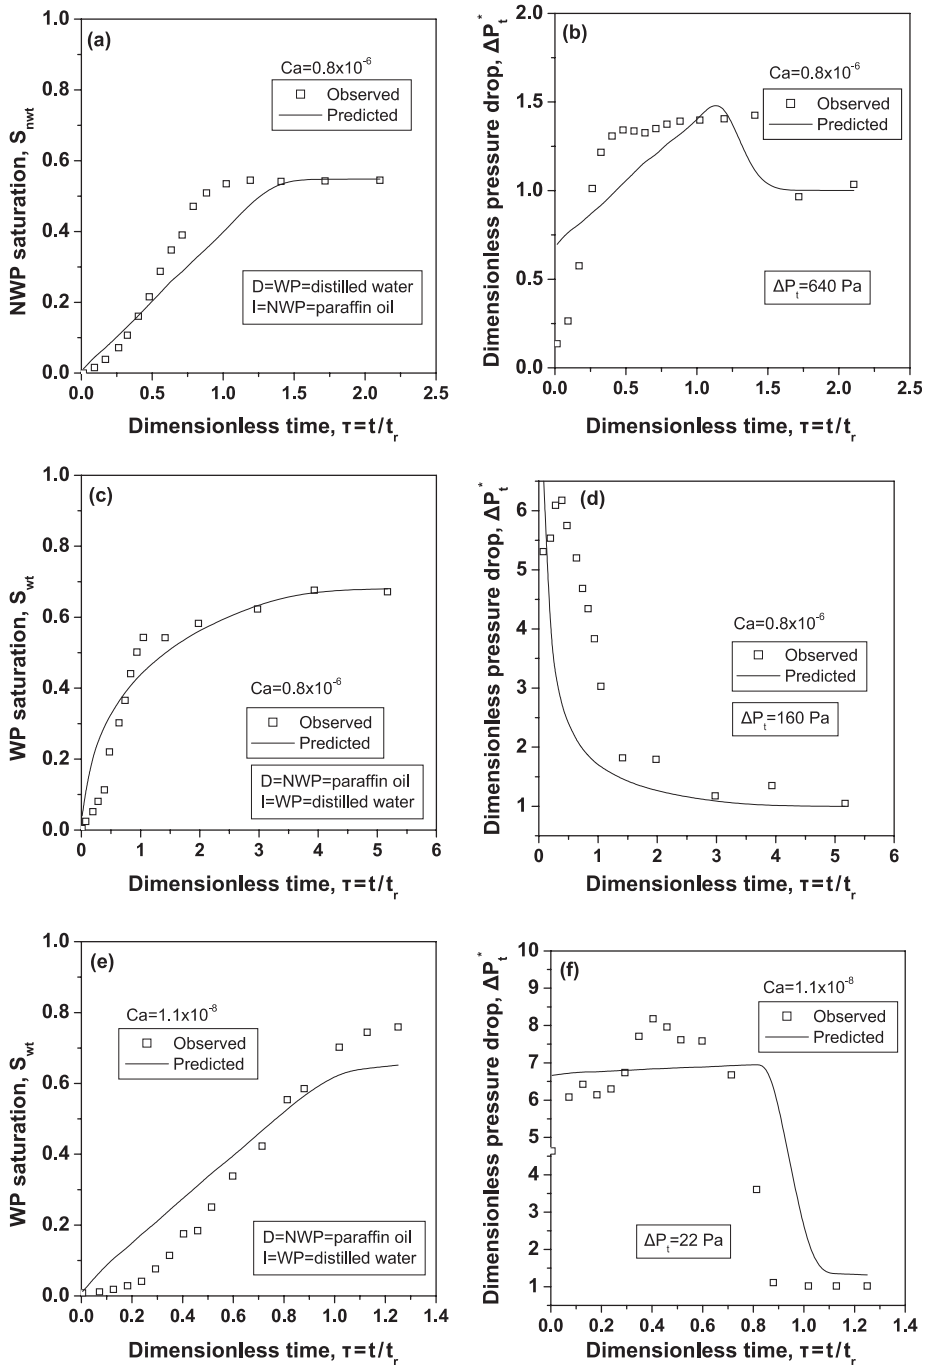 (a)
Ca=0.8x10⁻⁶
Observed
Predicted
D=WP=distilled water
I=NWP=paraffin oil
NWP saturation, Sₙwt
1.0
0.8
0.6
0.4
0.2
0.0
0.0 0.5 1.0 1.5 2.0 2.5
Dimensionless time, τ=t/tᵣ
(b)
Ca=0.8x10⁻⁶
Observed
Predicted
ΔPₜ=640 Pa
Dimensionless pressure drop, ΔPₜ*
2.0
1.5
1.0
0.5
0.0
0.0 0.5 1.0 1.5 2.0 2.5
Dimensionless time, τ=t/tᵣ
(c)
Ca=0.8x10⁻⁶
Observed
Predicted
D=NWP=paraffin oil
I=WP=distilled water
WP saturation, Swt
1.0
0.8
0.6
0.4
0.2
0.0
0 1 2 3 4 5 6
Dimensionless time, τ=t/tᵣ
(d)
Ca=0.8x10⁻⁶
Observed
Predicted
ΔPₜ=160 Pa
Dimensionless pressure drop, ΔPₜ*
6
5
4
3
2
1
0 1 2 3 4 5 6
Dimensionless time, τ=t/tᵣ
(e)
Ca=1.1x10⁻⁸
Observed
Predicted
D=NWP=paraffin oil
I=WP=distilled water
WP saturation, Swt
1.0
0.8
0.6
0.4
0.2
0.0
0.0 0.2 0.4 0.6 0.8 1.0 1.2 1.4
Dimensionless time, τ=t/tᵣ
(f)
Ca=1.1x10⁻⁸
Observed
Predicted
ΔPₜ=22 Pa
Dimensionless pressure drop, ΔPₜ*
10
9
8
7
6
5
4
3
2
1
0.0 0.2 0.4 0.6 0.8 1.0 1.2 1.4
Dimensionless time, τ=t/tᵣ